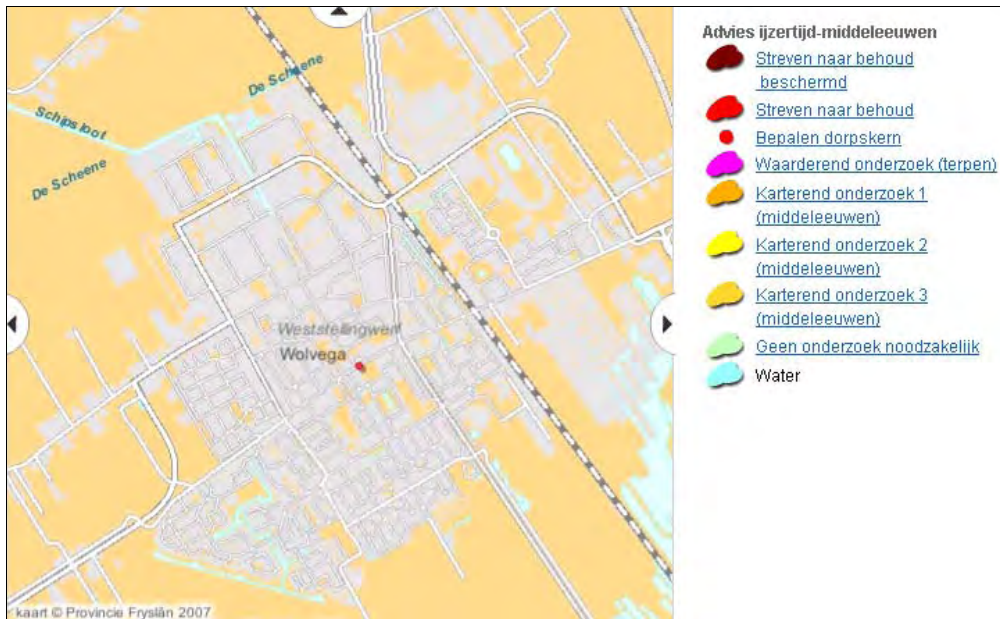 De Scheene
Schipsloot
De Scheene
Weststellingwerf
Wolvega
kaart © Provincie Fryslân 2007
Advies ijzertijd-middeleeuwen
Streven naar behoud
beschermd
Streven naar behoud
Bepalen dorpskern
Waarderend onderzoek (terpen)
Karterend onderzoek 1
(middeleeuwen)
Karterend onderzoek 2
(middeleeuwen)
Karterend onderzoek 3
(middeleeuwen)
Geen onderzoek noodzakelijk
Water